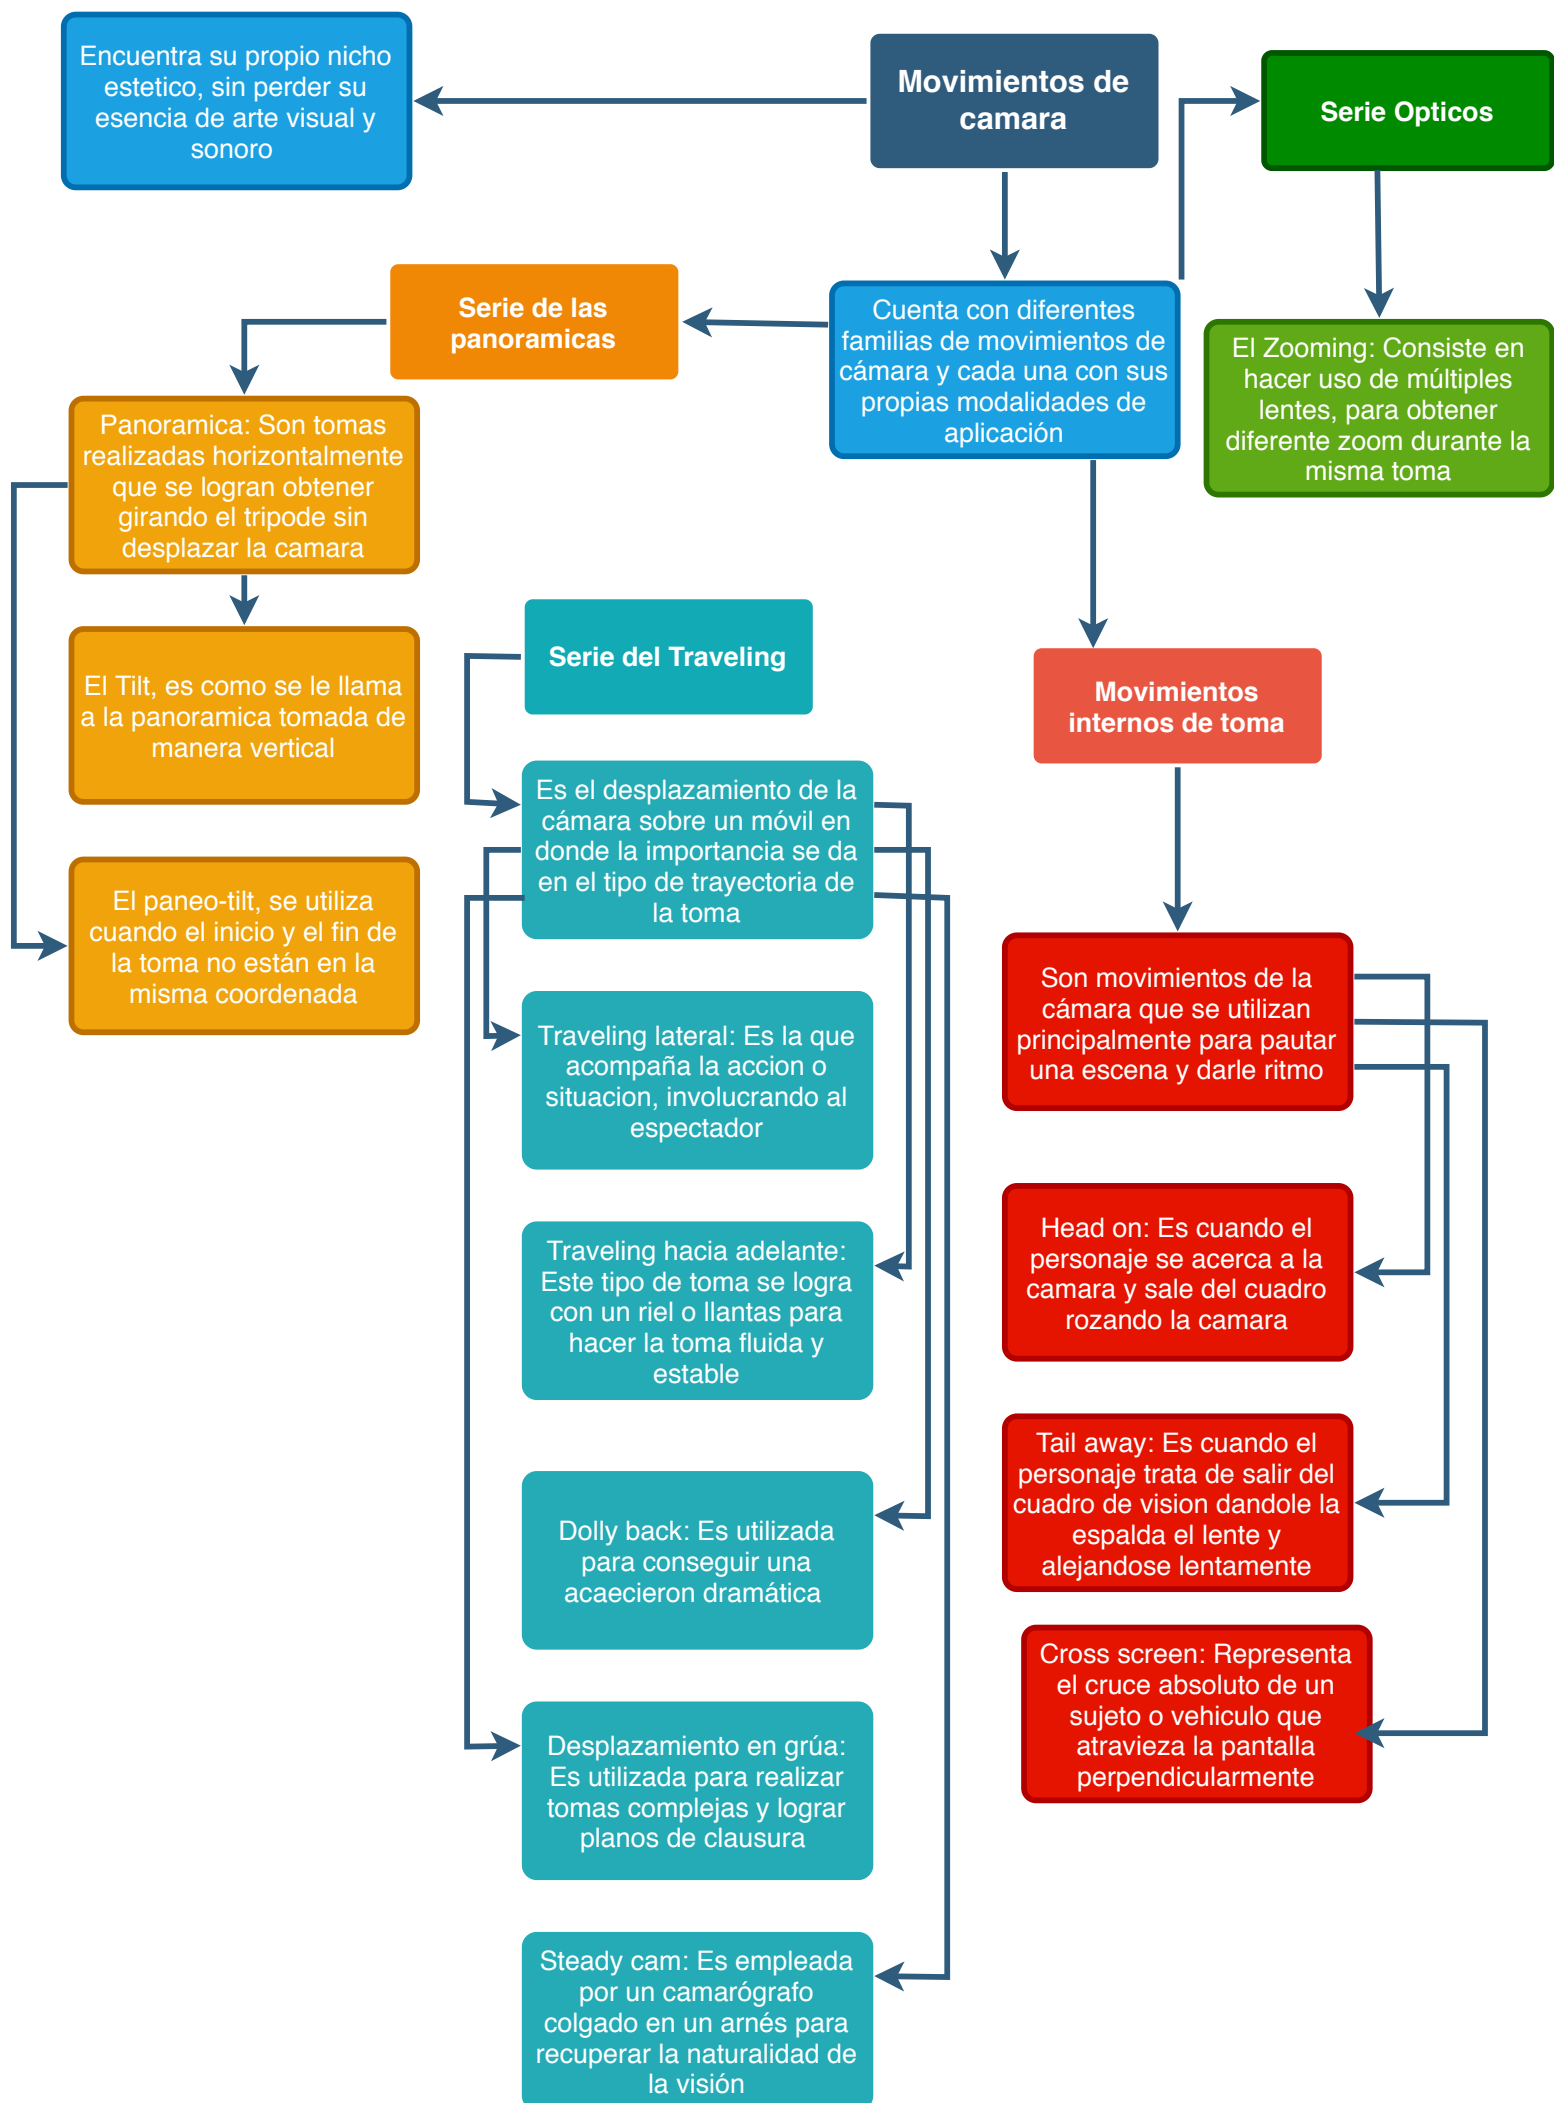 Encuentra su propio nicho
estetico, sin perder su
esencia de arte visual y
sonoro
Movimientos de
camara
Serie Opticos
Serie de las
panoramicas
Cuenta con diferentes
familias de movimientos de
cámara y cada una con sus
propias modalidades de
aplicación
El Zooming: Consiste en
hacer uso de múltiples
lentes, para obtener
diferente zoom durante la
misma toma
Panoramica: Son tomas
realizadas horizontalmente
que se logran obtener
girando el tripode sin
desplazar la camara
El Tilt, es como se le llama
a la panoramica tomada de
manera vertical
El paneo-tilt, se utiliza
cuando el inicio y el fin de
la toma no están en la
misma coordenada
Serie del Traveling
Es el desplazamiento de la
cámara sobre un móvil en
donde la importancia se da
en el tipo de trayectoria de
la toma
Traveling lateral: Es la que
acompaña la accion o
situacion, involucrando al
espectador
Traveling hacia adelante:
Este tipo de toma se logra
con un riel o llantas para
hacer la toma fluida y
estable
Dolly back: Es utilizada
para conseguir una
acaecieron dramática
Desplazamiento en grúa:
Es utilizada para realizar
tomas complejas y lograr
planos de clausura
Steady cam: Es empleada
por un camarógrafo
colgado en un arnés para
recuperar la naturalidad de
la visión
Movimientos
internos de toma
Son movimientos de la
cámara que se utilizan
principalmente para pautar
una escena y darle ritmo
Head on: Es cuando el
personaje se acerca a la
camara y sale del cuadro
rozando la camara
Tail away: Es cuando el
personaje trata de salir del
cuadro de vision dandole la
espalda el lente y
alejandose lentamente
Cross screen: Representa
el cruce absoluto de un
sujeto o vehiculo que
atravieza la pantalla
perpendicularmente